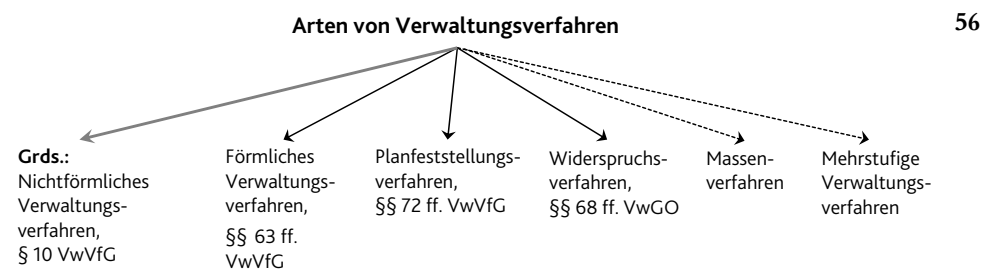 Arten von Verwaltungsverfahren
56
Grds.:
Nichtförmliches
Verwaltungs-
verfahren,
§ 10 VwVfG
Förmliches
Verwaltungs-
verfahren,
§§ 63 ff.
VwVfG
Planfeststellungs-
verfahren,
§§ 72 ff. VwVfG
Widerspruchs-
verfahren,
§§ 68 ff. VwGO
Massen-
verfahren
Mehrstufige
Verwaltungs-
verfahren